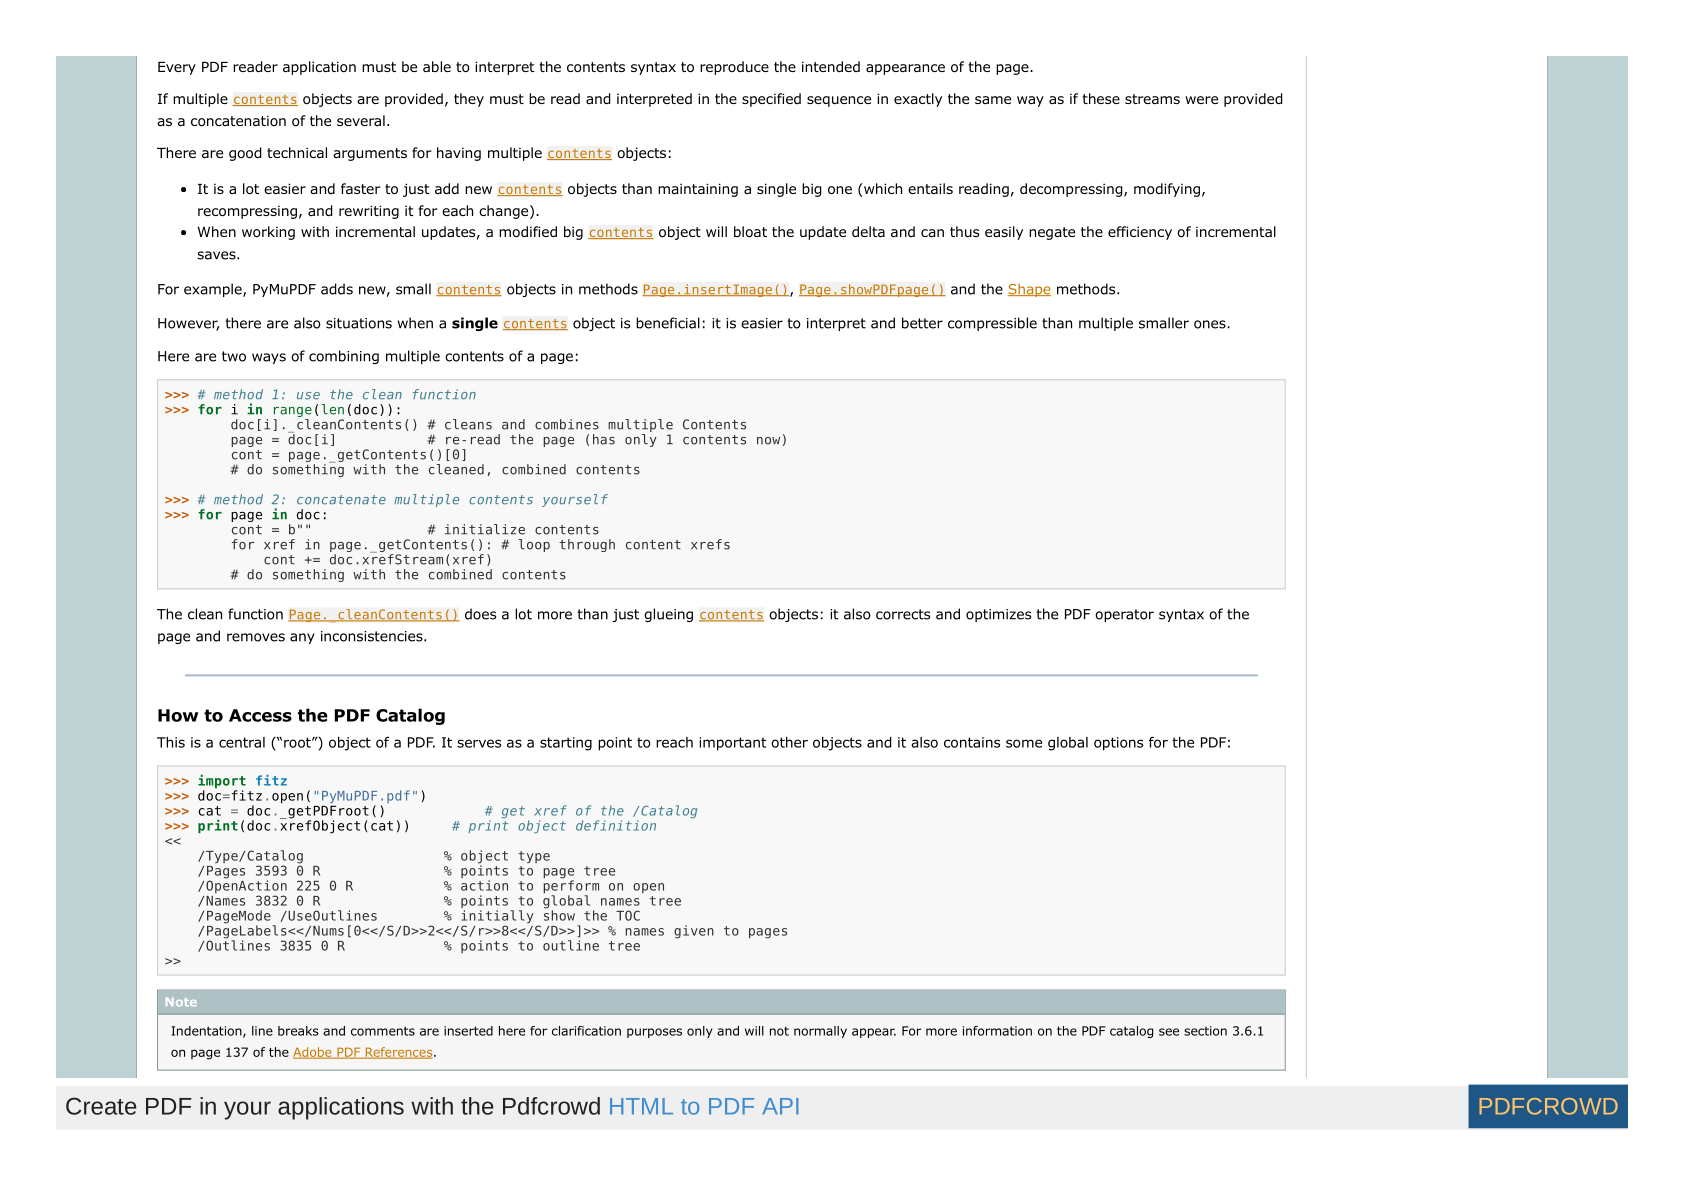 Every PDF reader application must be able to interpret the contents syntax to reproduce the intended appearance of the page.
If multiple contents objects are provided, they must be read and interpreted in the specified sequence in exactly the same way as if these streams were provided
as a concatenation of the several.
There are good technical arguments for having multiple contents objects:
• It is a lot easier and faster to just add new contents objects than maintaining a single big one (which entails reading, decompressing, modifying,
recompressing, and rewriting it for each change).
• When working with incremental updates, a modified big contents object will bloat the update delta and can thus easily negate the efficiency of incremental
saves.
For example, PyMuPDF adds new, small contents objects in methods Page.insertImage(), Page.showPDFpage() and the Shape methods.
However, there are also situations when a single contents object is beneficial: it is easier to interpret and better compressible than multiple smaller ones.
Here are two ways of combining multiple contents of a page:
>>> # method 1: use the clean function
>>> for i in range(len(doc)):
        doc[i]._cleanContents() # cleans and combines multiple Contents
        page = doc[i]           # re-read the page (has only 1 contents now)
        cont = page._getContents()[0]
        # do something with the cleaned, combined contents
>>> # method 2: concatenate multiple contents yourself
>>> for page in doc:
        cont = b""              # initialize contents
        for xref in page._getContents(): # loop through content xrefs
            cont += doc.xrefStream(xref)
        # do something with the combined contents
The clean function Page._cleanContents() does a lot more than just glueing contents objects: it also corrects and optimizes the PDF operator syntax of the
page and removes any inconsistencies.
How to Access the PDF Catalog
This is a central (“root”) object of a PDF. It serves as a starting point to reach important other objects and it also contains some global options for the PDF:
>>> import fitz
>>> doc=fitz.open("PyMuPDF.pdf")
>>> cat = doc._getPDFroot()            # get xref of the /Catalog
>>> print(doc.xrefObject(cat))     # print object definition
<<
    /Type/Catalog                 % object type
    /Pages 3593 0 R               % points to page tree
    /OpenAction 225 0 R           % action to perform on open
    /Names 3832 0 R               % points to global names tree
    /PageMode /UseOutlines        % initially show the TOC
    /PageLabels<</Nums[0<</S/D>>2<</S/r>>8<</S/D>>]>> % names given to pages
    /Outlines 3835 0 R            % points to outline tree
>>
Note
Indentation, line breaks and comments are inserted here for clarification purposes only and will not normally appear. For more information on the PDF catalog see section 3.6.1
on page 137 of the Adobe PDF References.
Create PDF in your applications with the Pdfcrowd HTML to PDF API
PDFCROWD